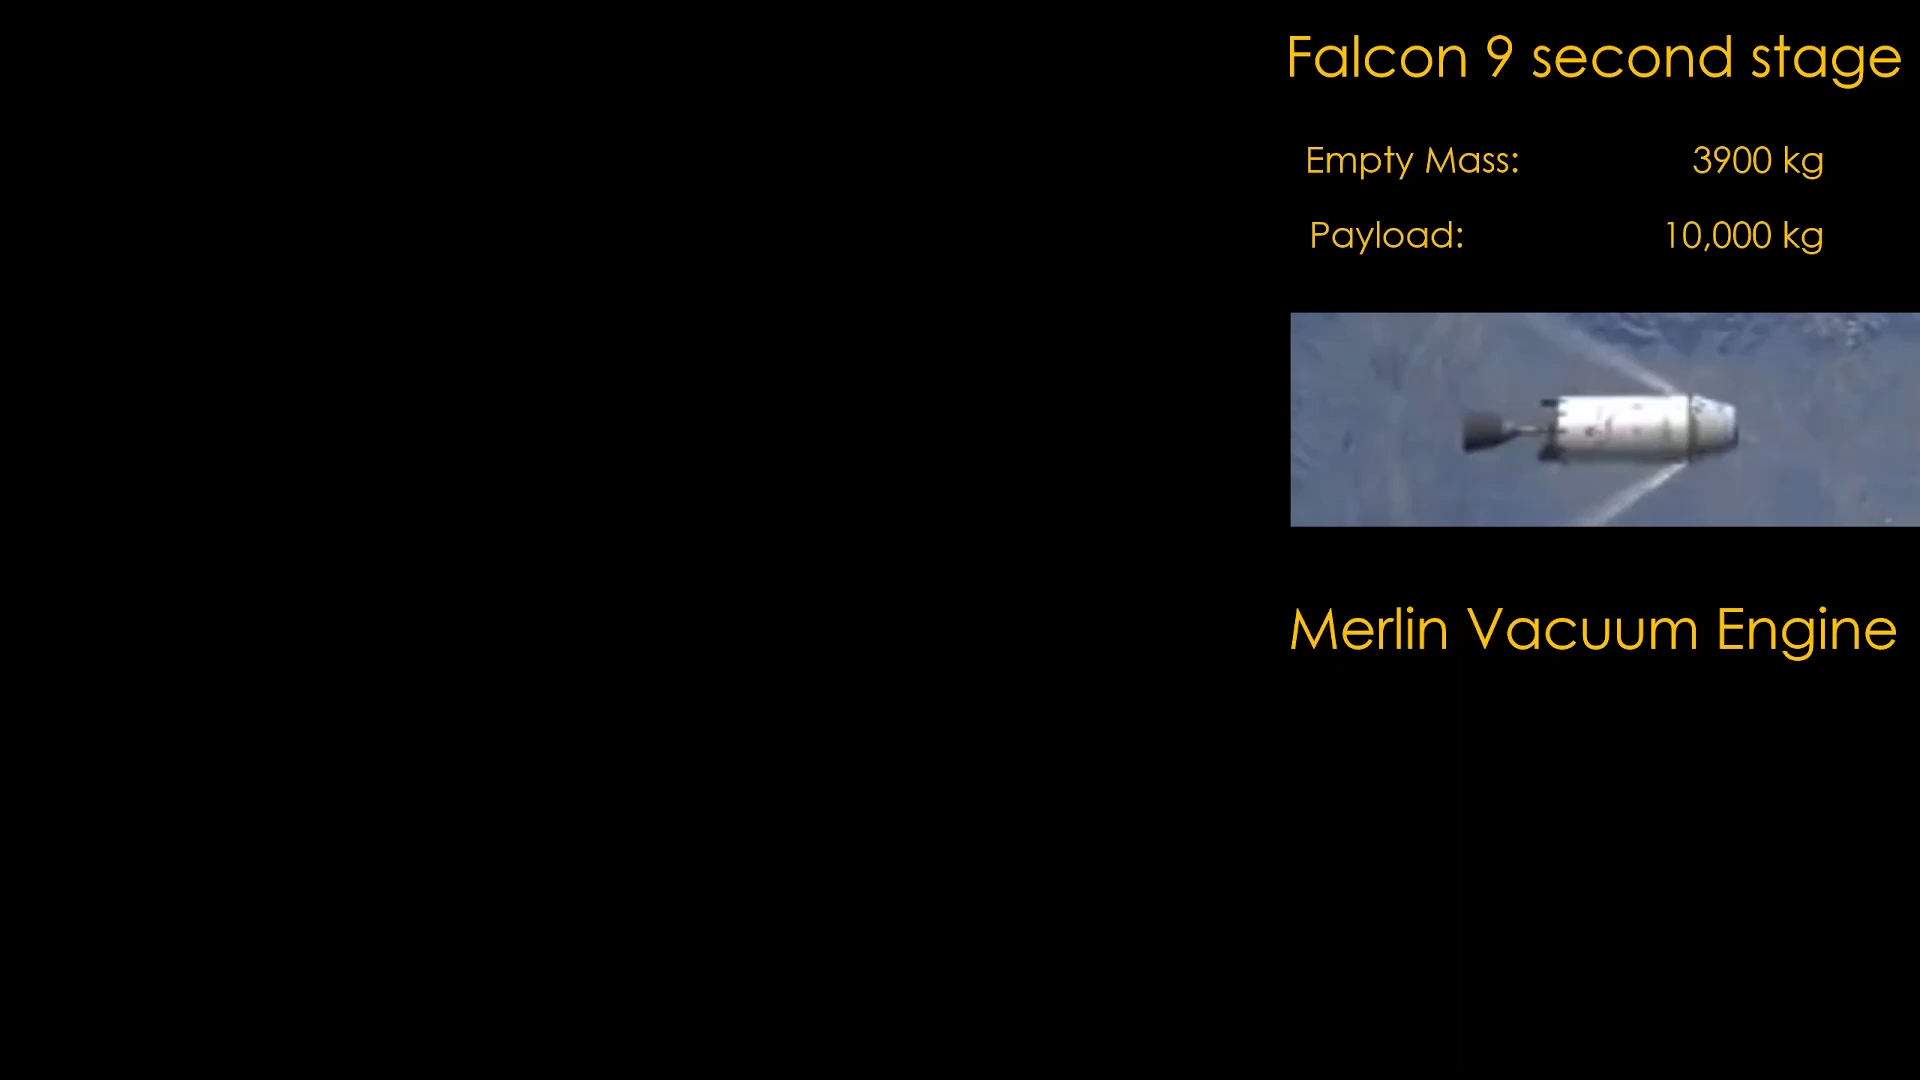 Falcon 9 second stage
Empty Mass: 3900 kg
Payload: 10,000 kg
Merlin Vacuum Engine